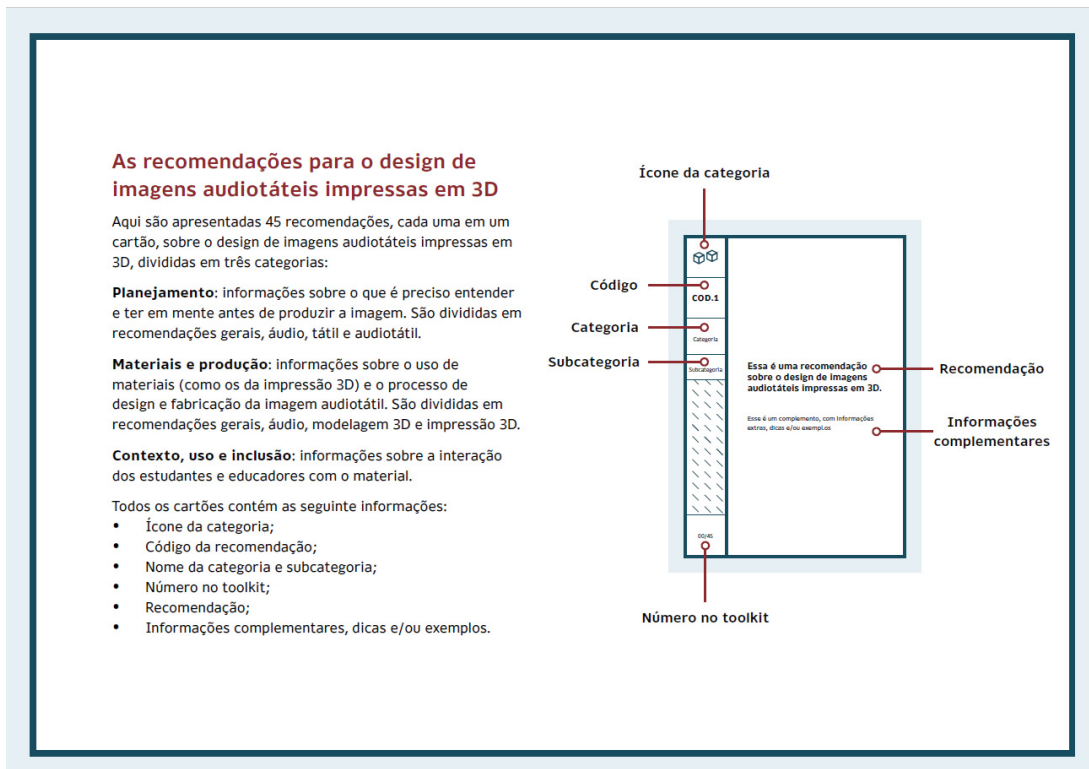 As recomendações para o design de
imagens audiotáteis impressas em 3D
Aqui são apresentadas 45 recomendações, cada uma em um
cartão, sobre o design de imagens audiotáteis impressas em
3D, divididas em três categorias:
Planejamento: informações sobre o que é preciso entender
e ter em mente antes de produzir a imagem. São divididas em
recomendações gerais, áudio, tátil e audiotátil.
Materiais e produção: informações sobre o uso de
materiais (como os da impressão 3D) e o processo de
design e fabricação da imagem audiotátil. São divididas em
recomendações gerais, áudio, modelagem 3D e impressão 3D.
Contexto, uso e inclusão: informações sobre a interação
dos estudantes e educadores com o material.
Todos os cartões contém as seguinte informações:
• Ícone da categoria;
• Código da recomendação;
• Nome da categoria e subcategoria;
• Número no toolkit;
• Recomendação;
• Informações complementares, dicas e/ou exemplos.
Ícone da categoria
Código
Categoria
Subcategoria
COD.1
Categoria
Subcategoria
00/45
Essa é uma recomendação
sobre o design de imagens
audiotáteis impressas em 3D.
Esse é um complemento, com informações
extras, dicas e/ou exempl.os
Recomendação
Informações
complementares
Número no toolkit